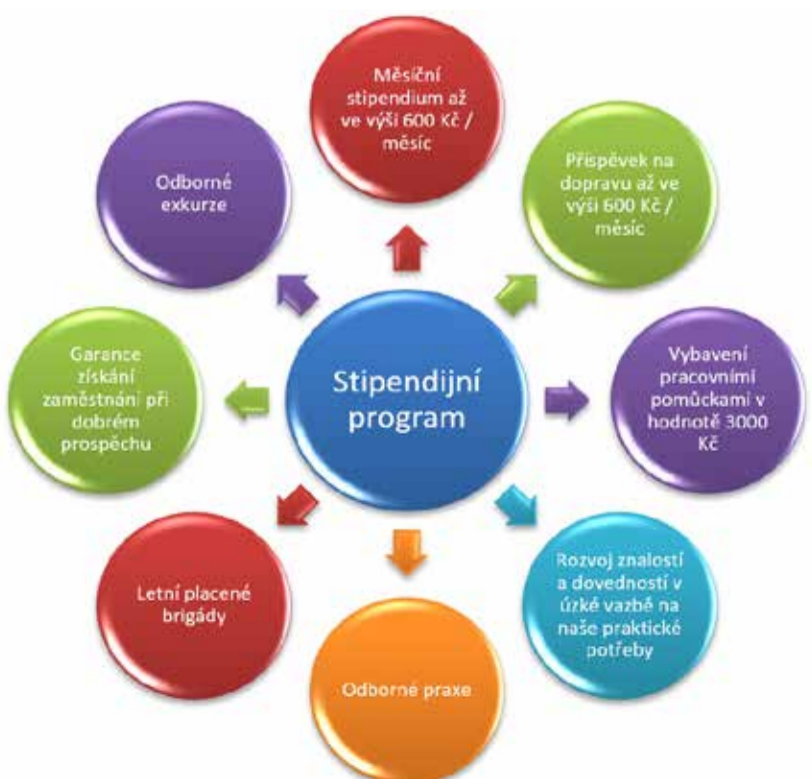 Měsíční
stipendium až
ve výši 600 Kč /
měsíc
Příspěvek na
dopravu až ve
výši 600 Kč /
měsíc
Vybavení
pracovními
pomůckami v
hodnotě 3000
Kč
Rozvoj znalostí
a dovedností v
úzké vazbě na
naše praktické
potřeby
Odborné praxe
Letní placené
brigády
Garance
získání
zaměstnání při
dobrém
prospěchu
Odborné
exkurze
Stipendijní
program